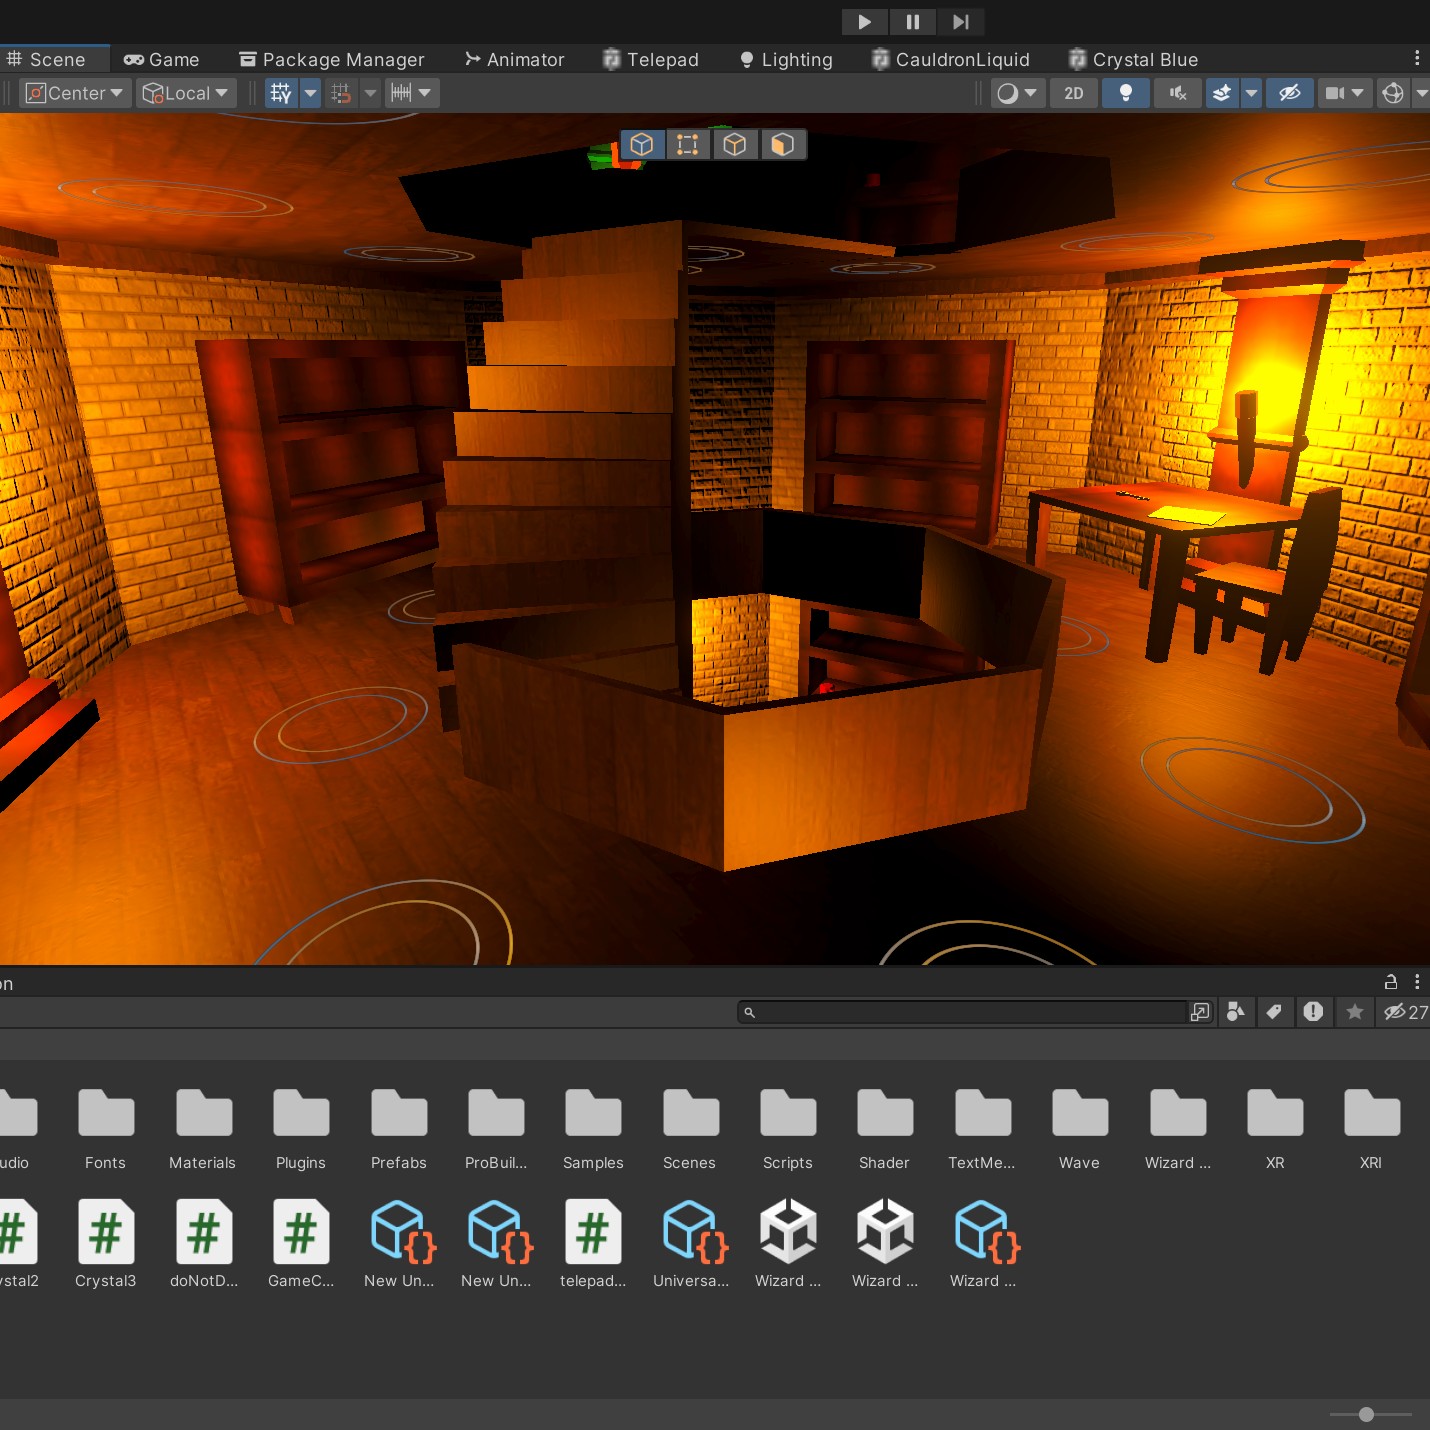 Scene Game Package Manager Animator Telepad Lighting CauldronLiquid Crystal Blue
Center Local 2D
on
27
udio Fonts Materials Plugins Prefabs ProBuil... Samples Scenes Scripts Shader TextMe... Wave Wizard ... XR XRI
ystal2 Crystal3 doNotD... GameC... New Un... New Un... telepad... Universa... Wizard ... Wizard ... Wizard ...